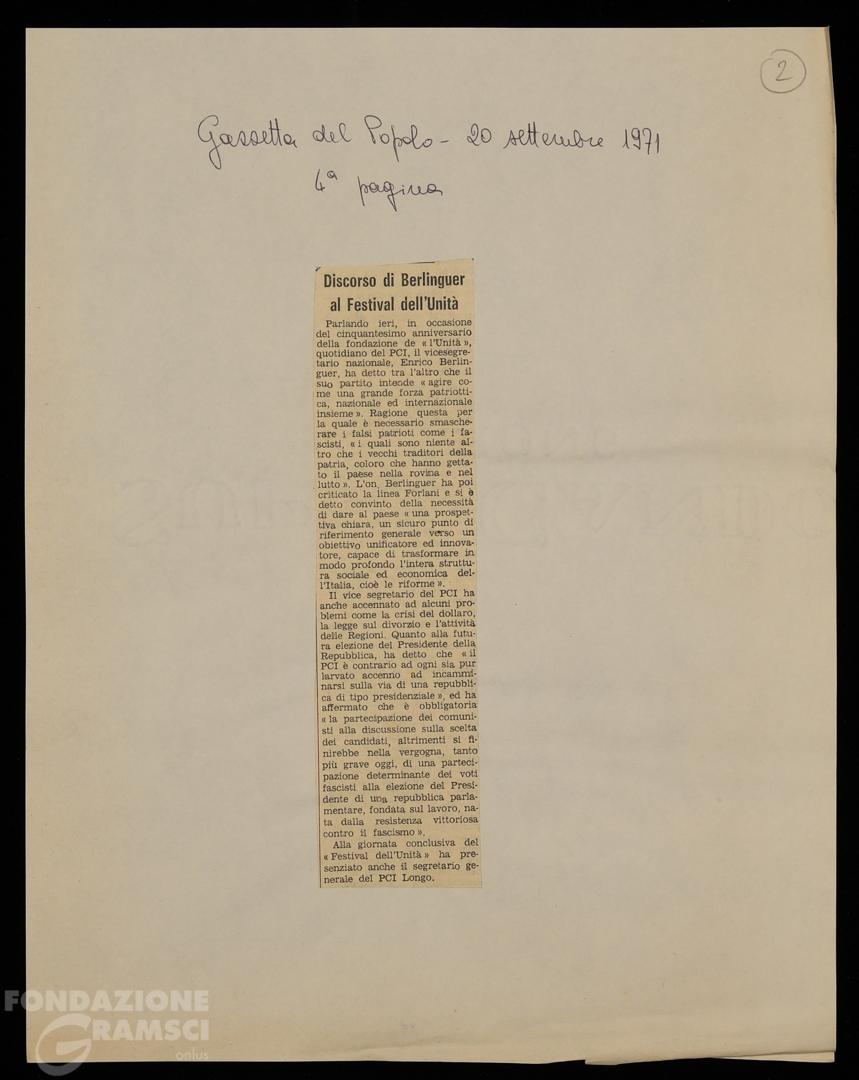 2
Gazzetta del Popolo - 20 settembre 1971
4ª pagina
Discorso di Berlinguer
al Festival dell'Unità
Parlando ieri, in occasione
del cinquantesimo anniversario
della fondazione de « l'Unità »,
quotidiano del PCI, il vicesegre-
tario nazionale, Enrico Berlin-
guer, ha detto tra l'altro che il
suo partito intende « agire co-
me una grande forza patriotti-
ca, nazionale ed internazionale
insieme ». Ragione questa per
la quale è necessario smasche-
rare i falsi patrioti come i fa-
scisti, « i quali sono niente al-
tro che i vecchi traditori della
patria, coloro che hanno getta-
to il paese nella rovina e nel
lutto ». L'on. Berlinguer ha poi
criticato la linea Forlani e si è
detto convinto della necessità
di dare al paese « una prospet-
tiva chiara, un sicuro punto di
riferimento generale verso un
obiettivo unificatore ed innova-
tore, capace di trasformare in
modo profondo l'intera struttu-
ra sociale ed economica del-
l'Italia, cioè le riforme ».
Il vice segretario del PCI ha
anche accennato ad alcuni pro-
blemi come la crisi del dollaro,
la legge sul divorzio e l'attività
delle Regioni. Quanto alla futu-
ra elezione del Presidente della
Repubblica, ha detto che « il
PCI è contrario ad ogni sia pur
larvato accenno ad incammi-
narsi sulla via di una repubbli-
ca di tipo presidenziale », ed ha
affermato che è obbligatoria
« la partecipazione dei comuni-
sti alla discussione sulla scelta
dei candidati, altrimenti si fi-
nirebbe nella vergogna, tanto
più grave oggi, di una parteci-
pazione determinante dei voti
fascisti alla elezione del Presi-
dente di una repubblica parla-
mentare, fondata sul lavoro, na-
ta dalla resistenza vittoriosa
contro il fascismo ».
Alla giornata conclusiva del
« Festival dell'Unità » ha pre-
senziato anche il segretario ge-
nerale del PCI Longo.
FONDAZIONE
GRAMSCI
onlus